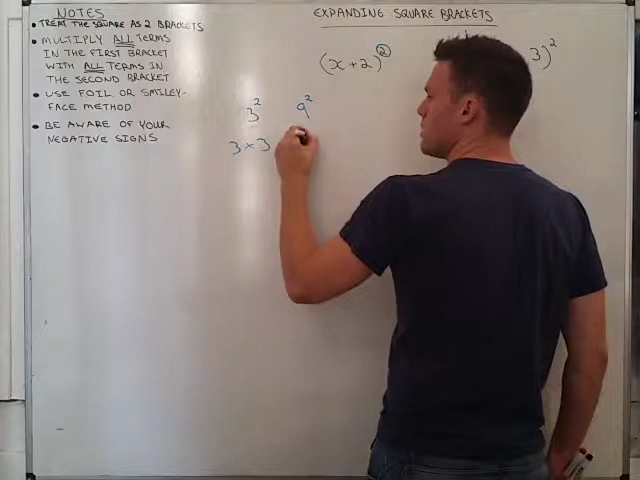 NOTES
• TREAT THE SQUARE AS 2 BRACKETS
• MULTIPLY ALL TERMS
IN THE FIRST BRACKET
WITH ALL TERMS IN
THE SECOND BRACKET
• USE FOIL OR SMILEY-
FACE METHOD
• BE AWARE OF YOUR
NEGATIVE SIGNS
EXPANDING SQUARE BRACKETS
(x+2)²
3)²
3² 9²
3×3